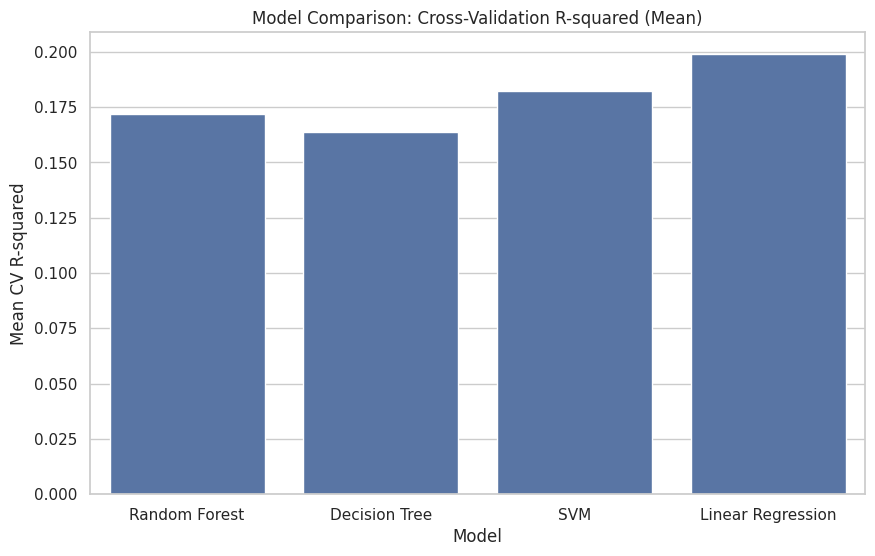 Model Comparison: Cross-Validation R-squared (Mean)
Mean CV R-squared
0.200
0.175
0.150
0.125
0.100
0.075
0.050
0.025
0.000
Random Forest Decision Tree SVM Linear Regression
Model